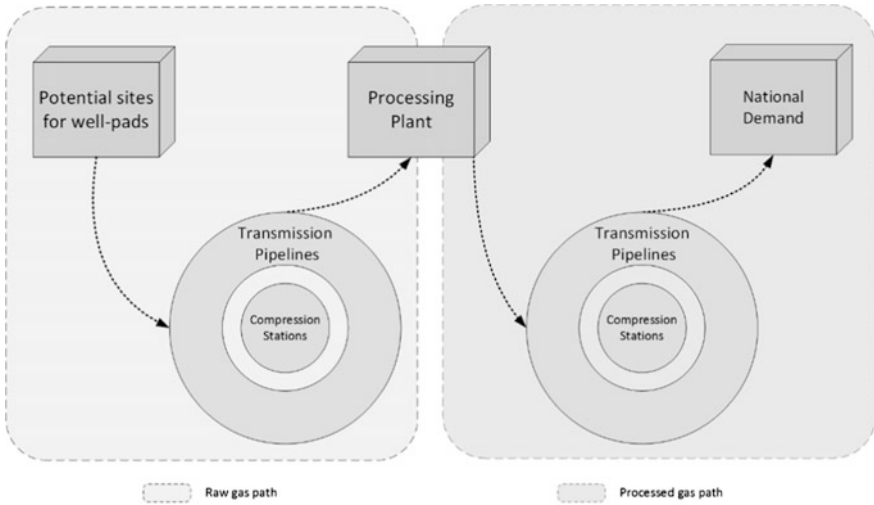 Potential sites
for well-pads
Processing
Plant
National
Demand
Transmission
Pipelines
Compression
Stations
Transmission
Pipelines
Compression
Stations
Raw gas path
Processed gas path